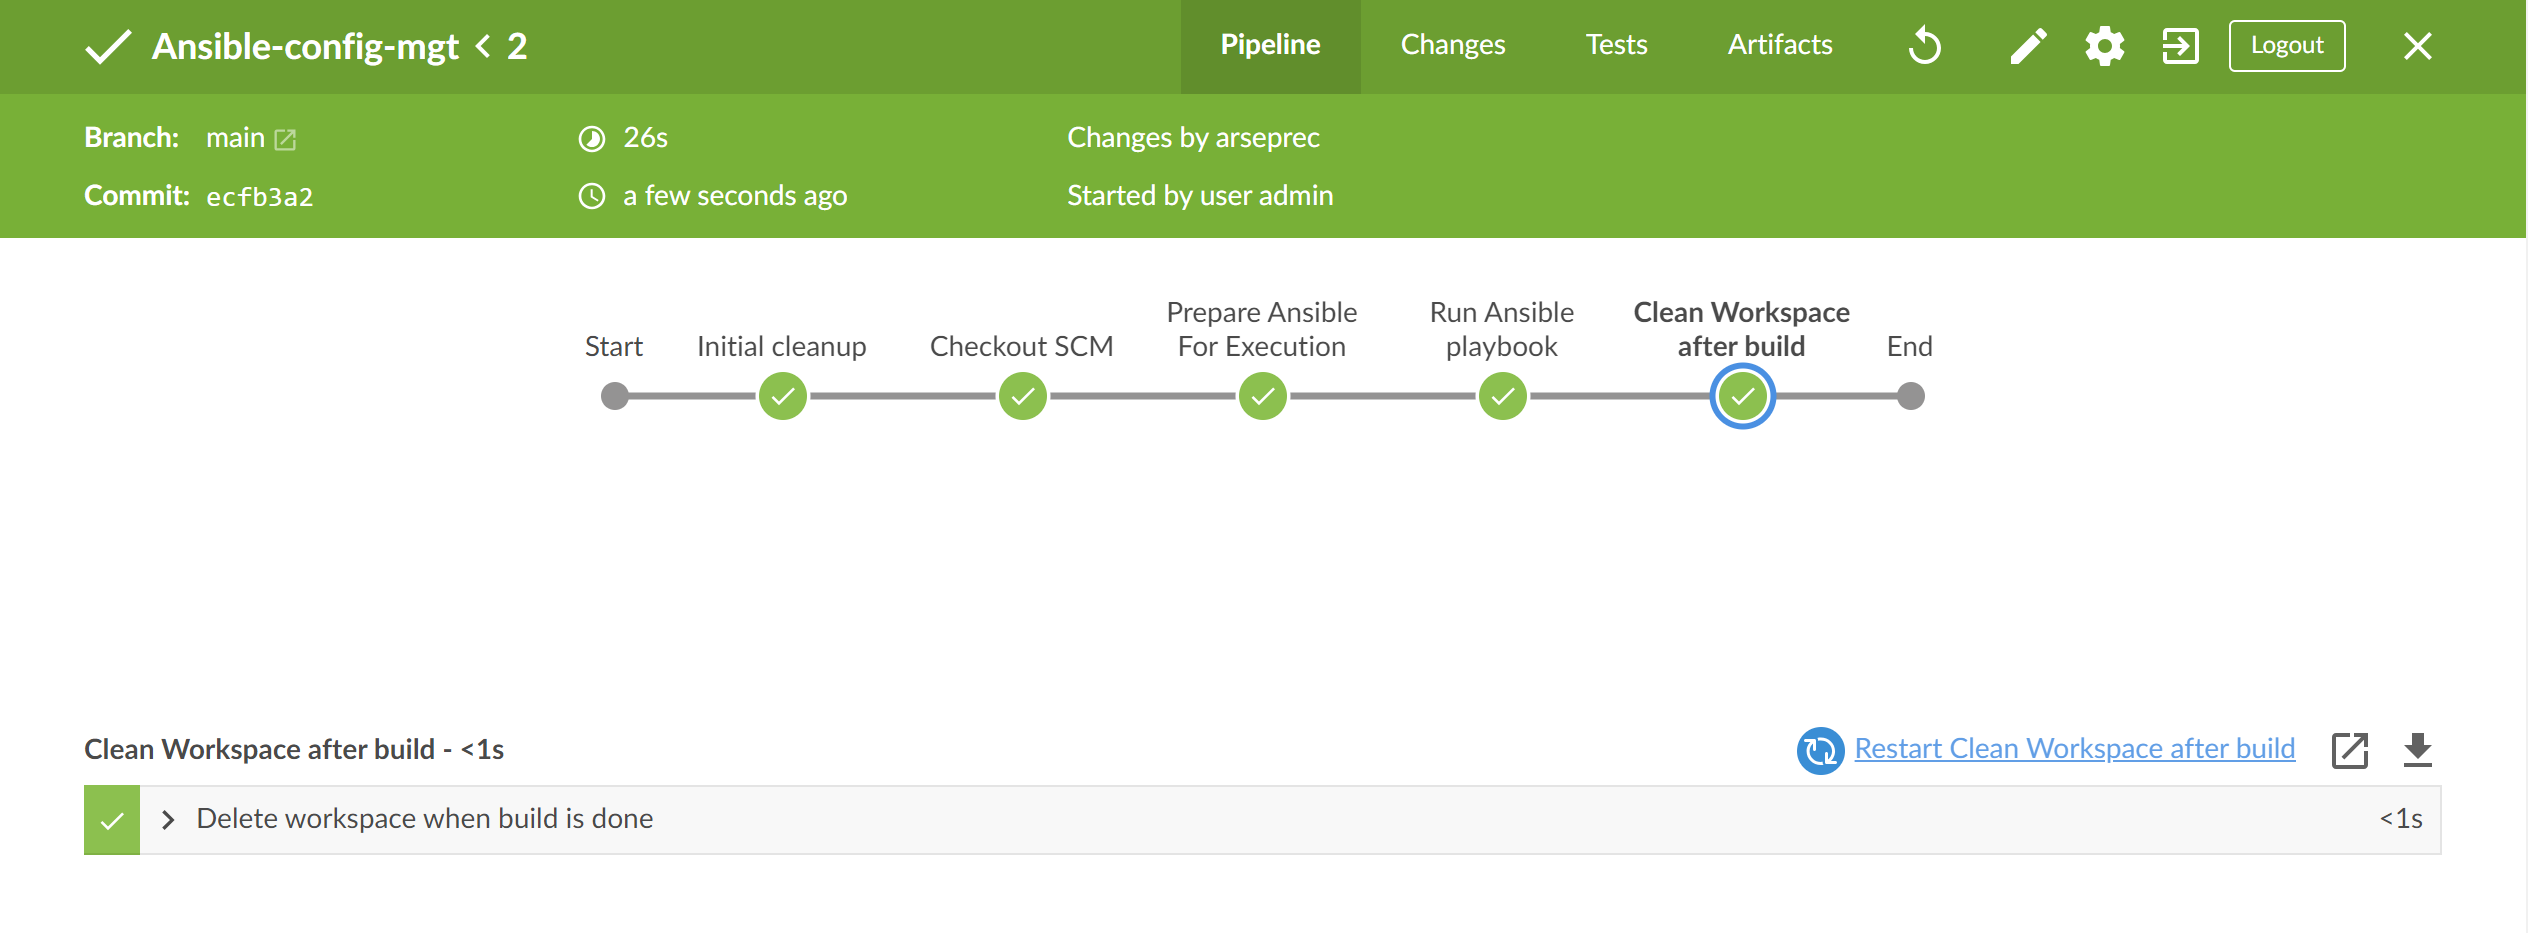 Ansible-config-mgt < 2
Pipeline
Changes
Tests
Artifacts
Logout
Branch: main
26s
Changes by arseprec
Commit: ecfb3a2
a few seconds ago
Started by user admin
Start
Initial cleanup
Checkout SCM
Prepare Ansible
For Execution
Run Ansible
playbook
Clean Workspace
after build
End
Clean Workspace after build - <1s
Restart Clean Workspace after build
Delete workspace when build is done
<1s